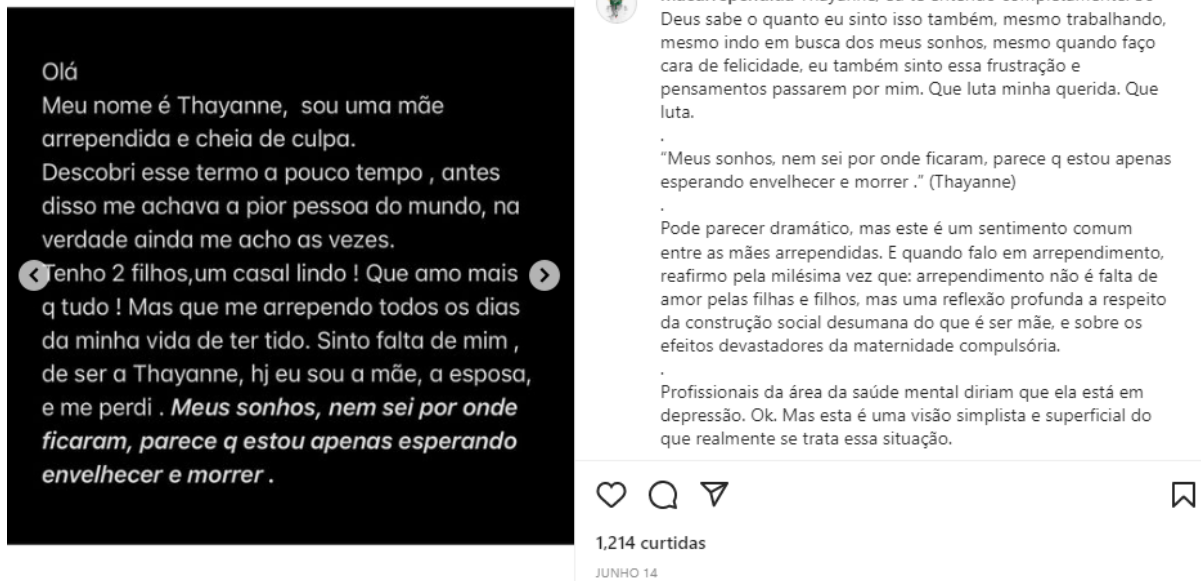 Olá
Meu nome é Thayanne, sou uma mãe
arrependida e cheia de culpa.
Descobri esse termo a pouco tempo , antes
disso me achava a pior pessoa do mundo, na
verdade ainda me acho as vezes.
Tenho 2 filhos,um casal lindo ! Que amo mais
q tudo ! Mas que me arrependo todos os dias
da minha vida de ter tido. Sinto falta de mim ,
de ser a Thayanne, hj eu sou a mãe, a esposa,
e me perdi . Meus sonhos, nem sei por onde
ficaram, parece q estou apenas esperando
envelhecer e morrer .
Deus sabe o quanto eu sinto isso também, mesmo trabalhando,
mesmo indo em busca dos meus sonhos, mesmo quando faço
cara de felicidade, eu também sinto essa frustração e
pensamentos passarem por mim. Que luta minha querida. Que
luta.
.
“Meus sonhos, nem sei por onde ficaram, parece q estou apenas
esperando envelhecer e morrer .” (Thayanne)
.
Pode parecer dramático, mas este é um sentimento comum
entre as mães arrependidas. E quando falo em arrependimento,
reafirmo pela milésima vez que: arrependimento não é falta de
amor pelas filhas e filhos, mas uma reflexão profunda a respeito
da construção social desumana do que é ser mãe, e sobre os
efeitos devastadores da maternidade compulsória.
.
Profissionais da área da saúde mental diriam que ela está em
depressão. Ok. Mas esta é uma visão simplista e superficial do
que realmente se trata essa situação.
1,214 curtidas
JUNHO 14